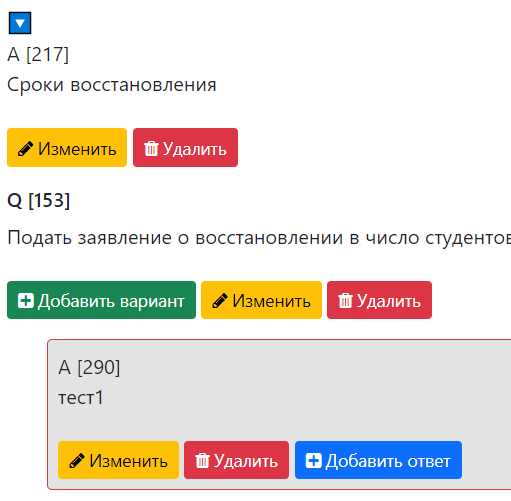 A [217]
Сроки восстановления
Изменить Удалить
Q [153]
Подать заявление о восстановлении в число студентов
Добавить вариант Изменить Удалить
A [290]
тест1
Изменить Удалить Добавить ответ